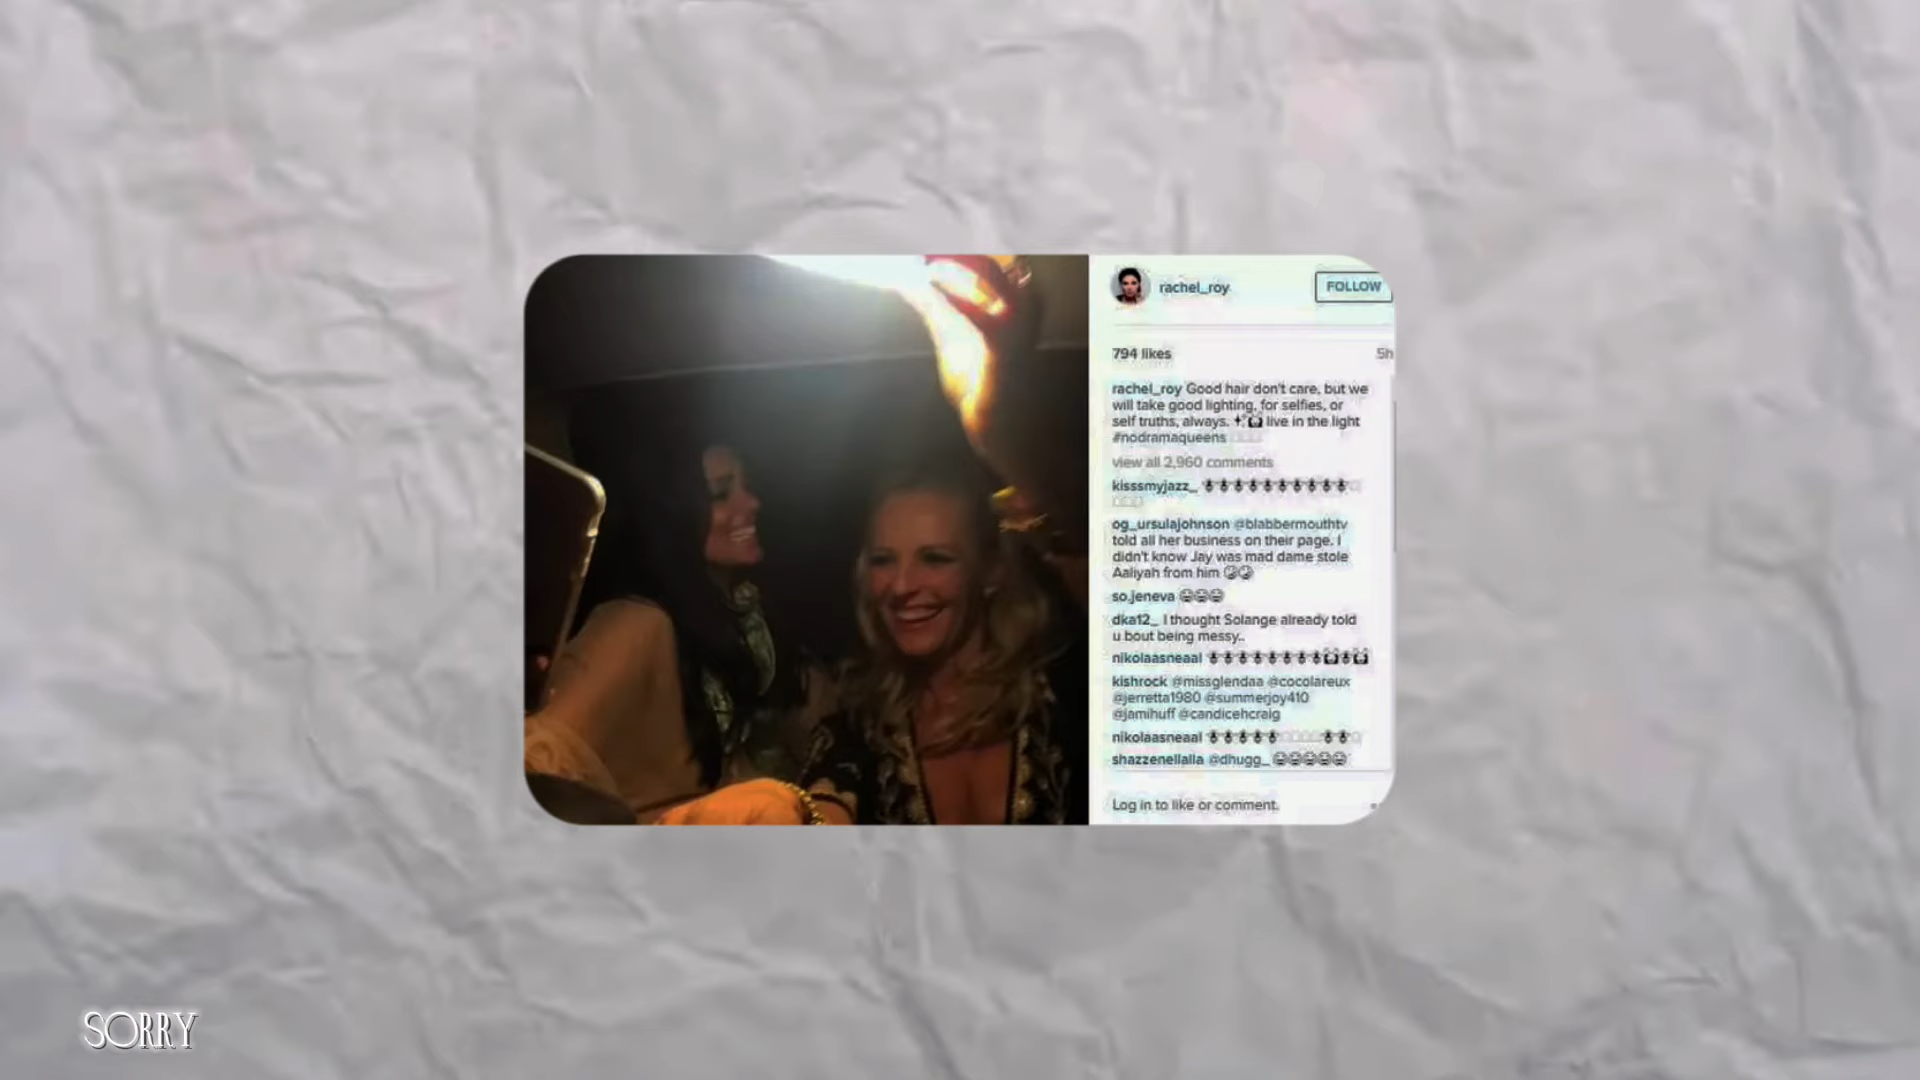 rachel_roy
FOLLOW
794 likes
5h
rachel_roy Good hair don't care, but we
will take good lighting, for selfies, or
self truths, always. live in the light
#nodramaqueens
view all 2,960 comments
kisssmyjazz_
og_ursulajohnson @blabbermouthtv
told all her business on their page. I
didn't know Jay was mad dame stole
Aaliyah from him
so.jeneva
dka12_ I thought Solange already told
u bout being messy..
nikolaasneaal
kishrock @missglendaa @cocolareux
@jerretta1980 @summerjoy410
@jamihuff @candicehcraig
nikolaasneaal
shazzenellalla @dhugg_
Log in to like or comment.
SORRY